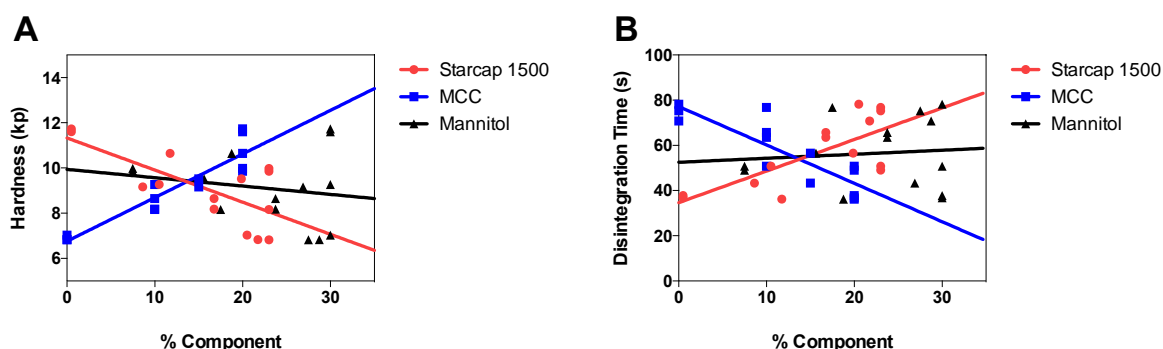 A
Hardness (kp)
14
12
10
8
6
0
10
20
30
% Component
Starcap 1500
MCC
Mannitol
B
Disintegration Time (s)
100
80
60
40
20
0
0
10
20
30
% Component
Starcap 1500
MCC
Mannitol